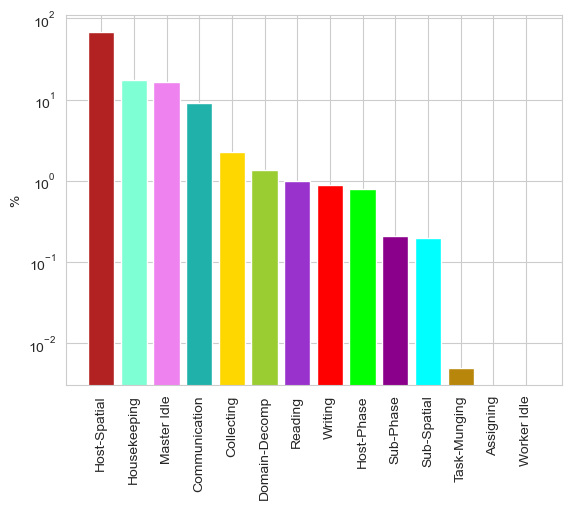 10²
10¹
10⁰
10⁻¹
10⁻²
%
Host-Spatial
Housekeeping
Master Idle
Communication
Collecting
Domain-Decomp
Reading
Writing
Host-Phase
Sub-Phase
Sub-Spatial
Task-Munging
Assigning
Worker Idle